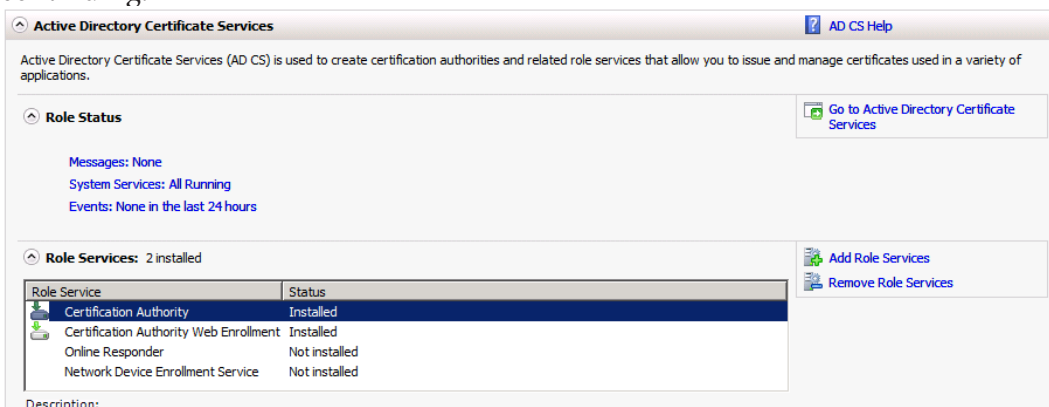 Active Directory Certificate Services
AD CS Help
Active Directory Certificate Services (AD CS) is used to create certification authorities and related role services that allow you to issue and manage certificates used in a variety of
applications.
Role Status
Go to Active Directory Certificate
Services
Messages: None
System Services: All Running
Events: None in the last 24 hours
Role Services: 2 installed
Add Role Services
Remove Role Services
Role Service Status
Certification Authority Installed
Certification Authority Web Enrollment Installed
Online Responder Not installed
Network Device Enrollment Service Not installed
Description: